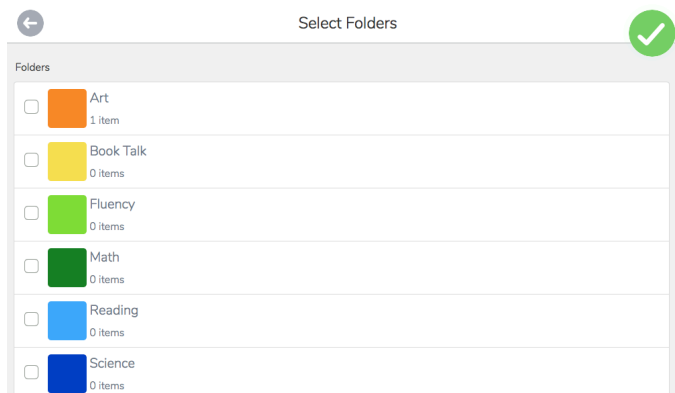 Select Folders
Folders
Art
1 item
Book Talk
0 items
Fluency
0 items
Math
0 items
Reading
0 items
Science
0 items